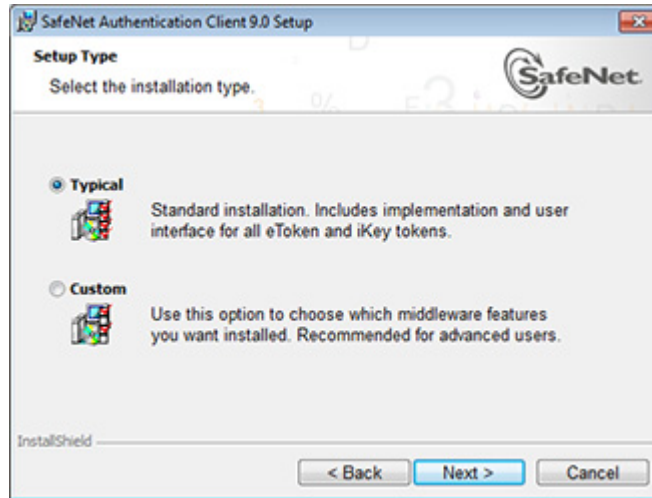 SafeNet Authentication Client 9.0 Setup
Setup Type
Select the installation type.
SafeNet.
Typical
Standard installation. Includes implementation and user
interface for all eToken and iKey tokens.
Custom
Use this option to choose which middleware features
you want installed. Recommended for advanced users.
InstallShield
< Back
Next >
Cancel